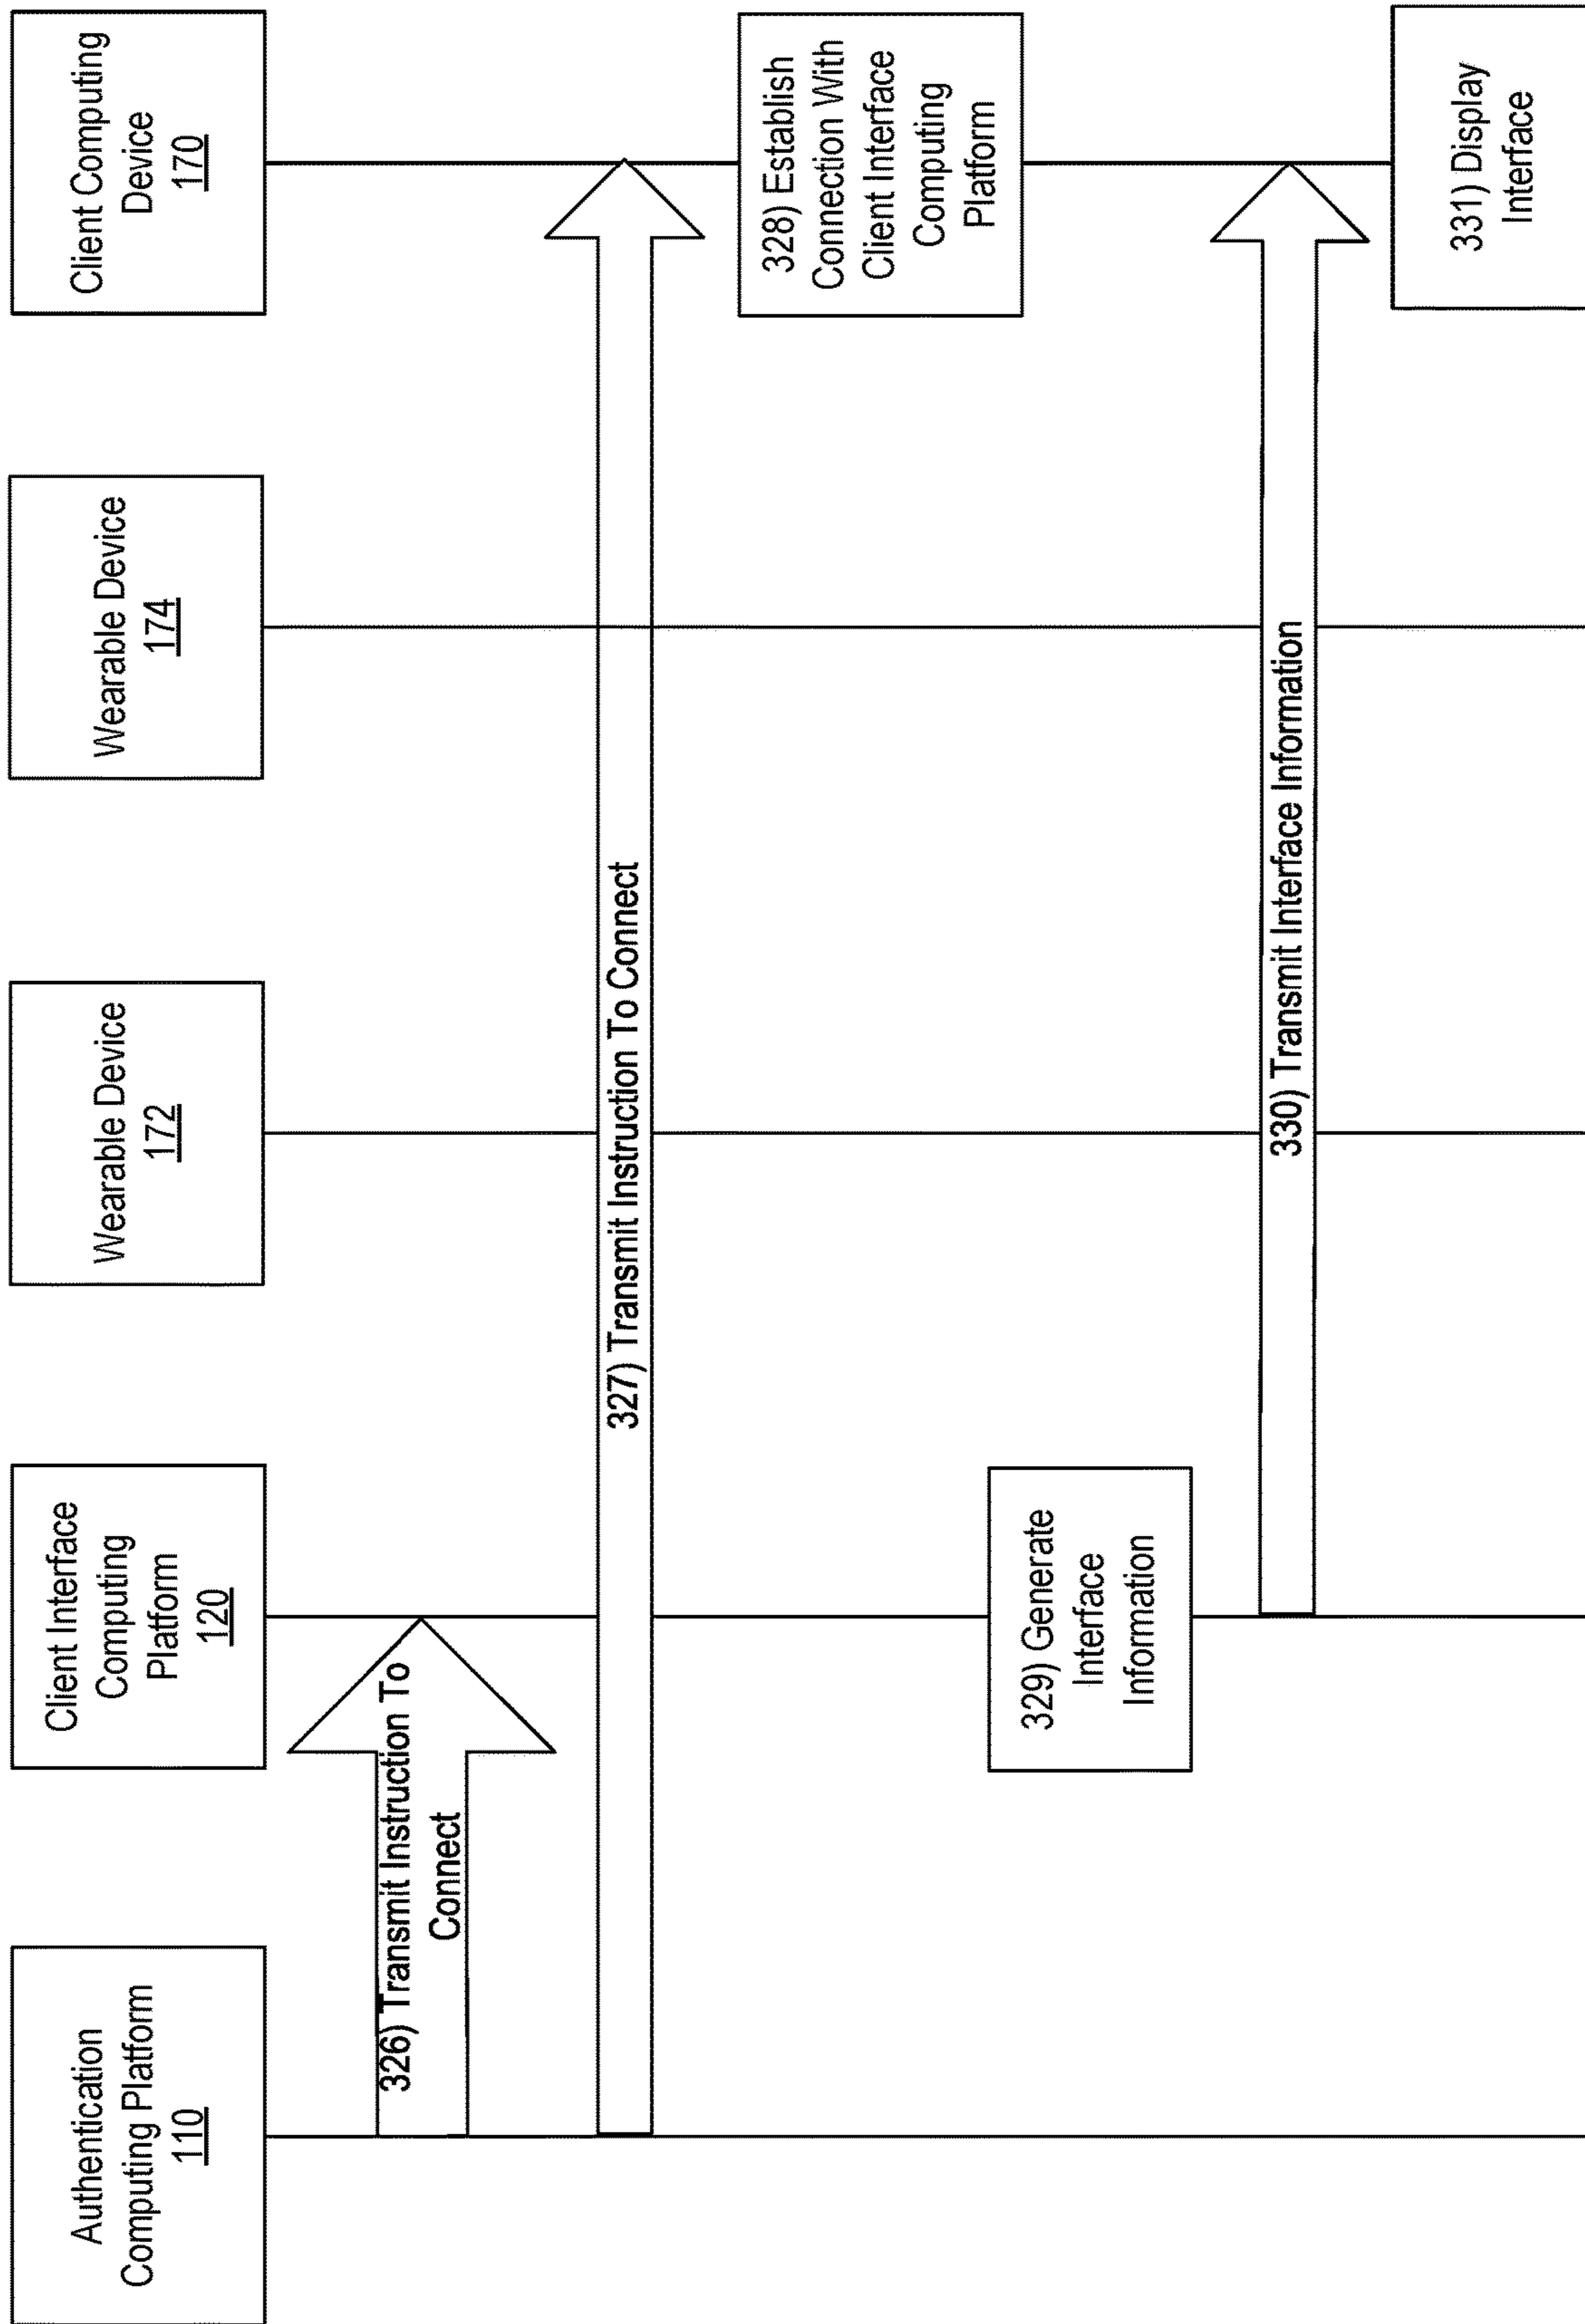 Authentication
Computing Platform
110
Client Interface
Computing
Platform
120
Wearable Device
172
Wearable Device
174
Client Computing
Device
170
326) Transmit Instruction To
Connect
327) Transmit Instruction To Connect
328) Establish
Connection With
Client Interface
Computing
Platform
329) Generate
Interface
Information
330) Transmit Interface Information
331) Display
Interface